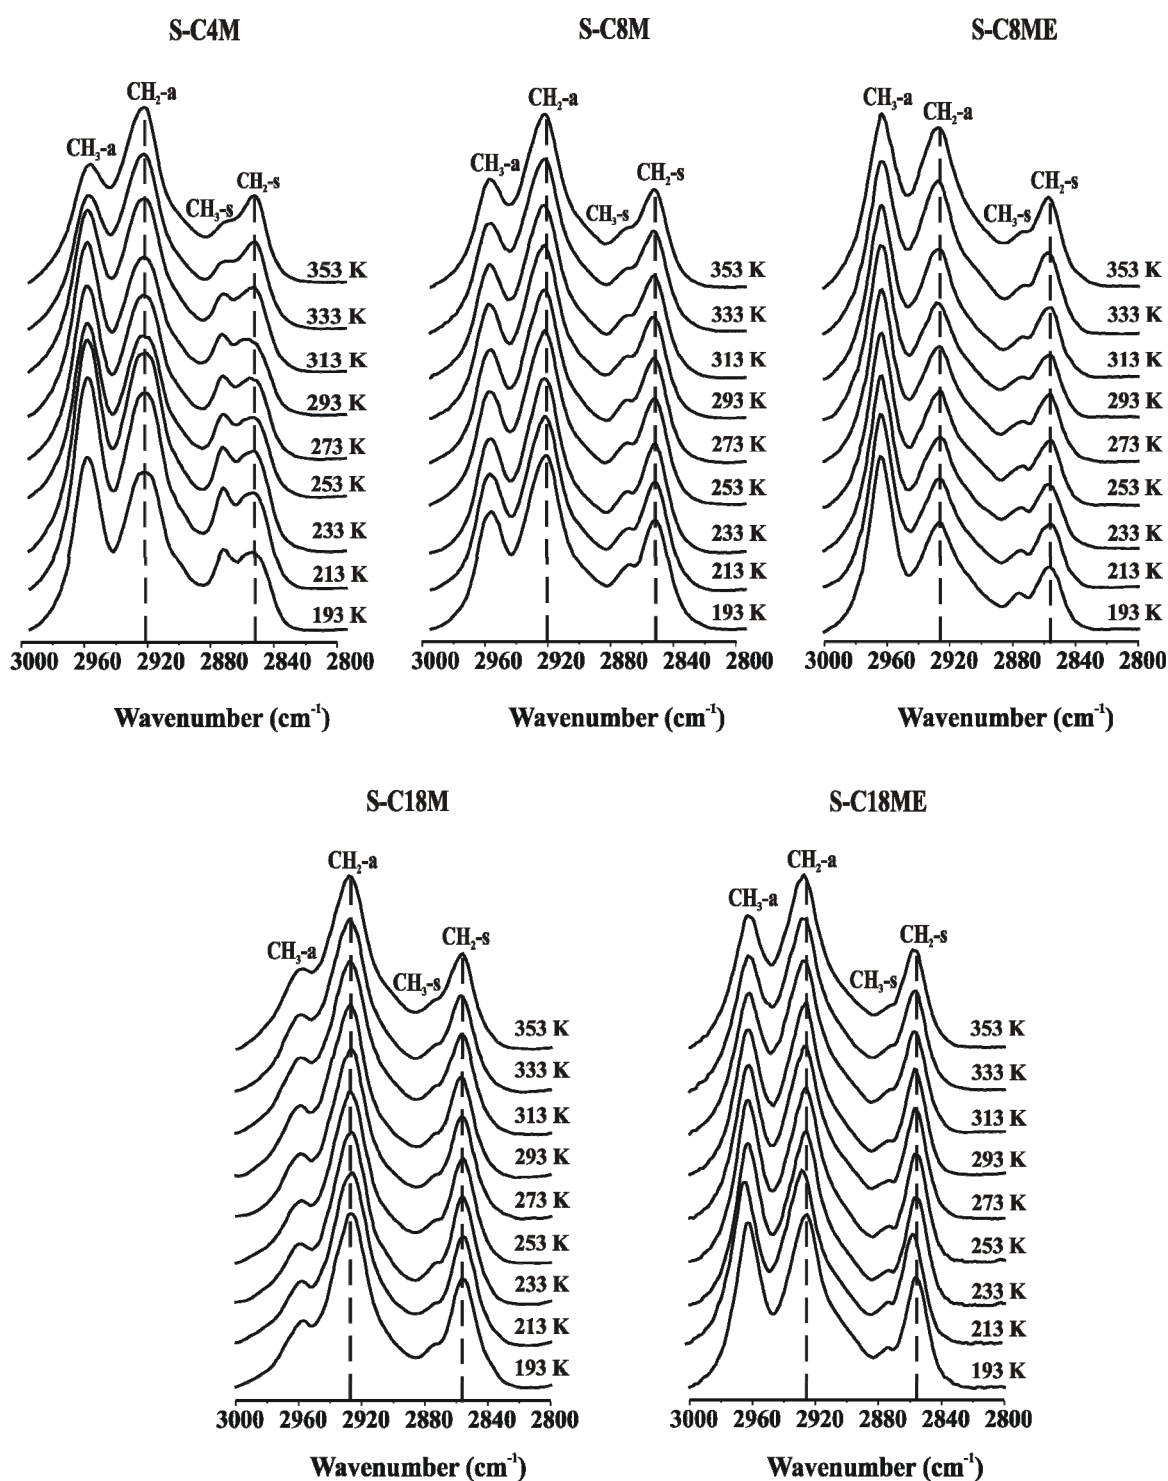 S-C4M
CH₂-a
CH₃-a
CH₃-s
CH₂-s
353 K
333 K
313 K
293 K
273 K
253 K
233 K
213 K
193 K
3000 2960 2920 2880 2840 2800
Wavenumber (cm⁻¹)
S-C8M
CH₂-a
CH₃-a
CH₃-s
CH₂-s
353 K
333 K
313 K
293 K
273 K
253 K
233 K
213 K
193 K
3000 2960 2920 2880 2840 2800
Wavenumber (cm⁻¹)
S-C8ME
CH₃-a
CH₂-a
CH₃-s
CH₂-s
353 K
333 K
313 K
293 K
273 K
253 K
233 K
213 K
193 K
3000 2960 2920 2880 2840 2800
Wavenumber (cm⁻¹)
S-C18M
CH₂-a
CH₃-a
CH₃-s
CH₂-s
353 K
333 K
313 K
293 K
273 K
253 K
233 K
213 K
193 K
3000 2960 2920 2880 2840 2800
Wavenumber (cm⁻¹)
S-C18ME
CH₂-a
CH₃-a
CH₃-s
CH₂-s
353 K
333 K
313 K
293 K
273 K
253 K
233 K
213 K
193 K
3000 2960 2920 2880 2840 2800
Wavenumber (cm⁻¹)